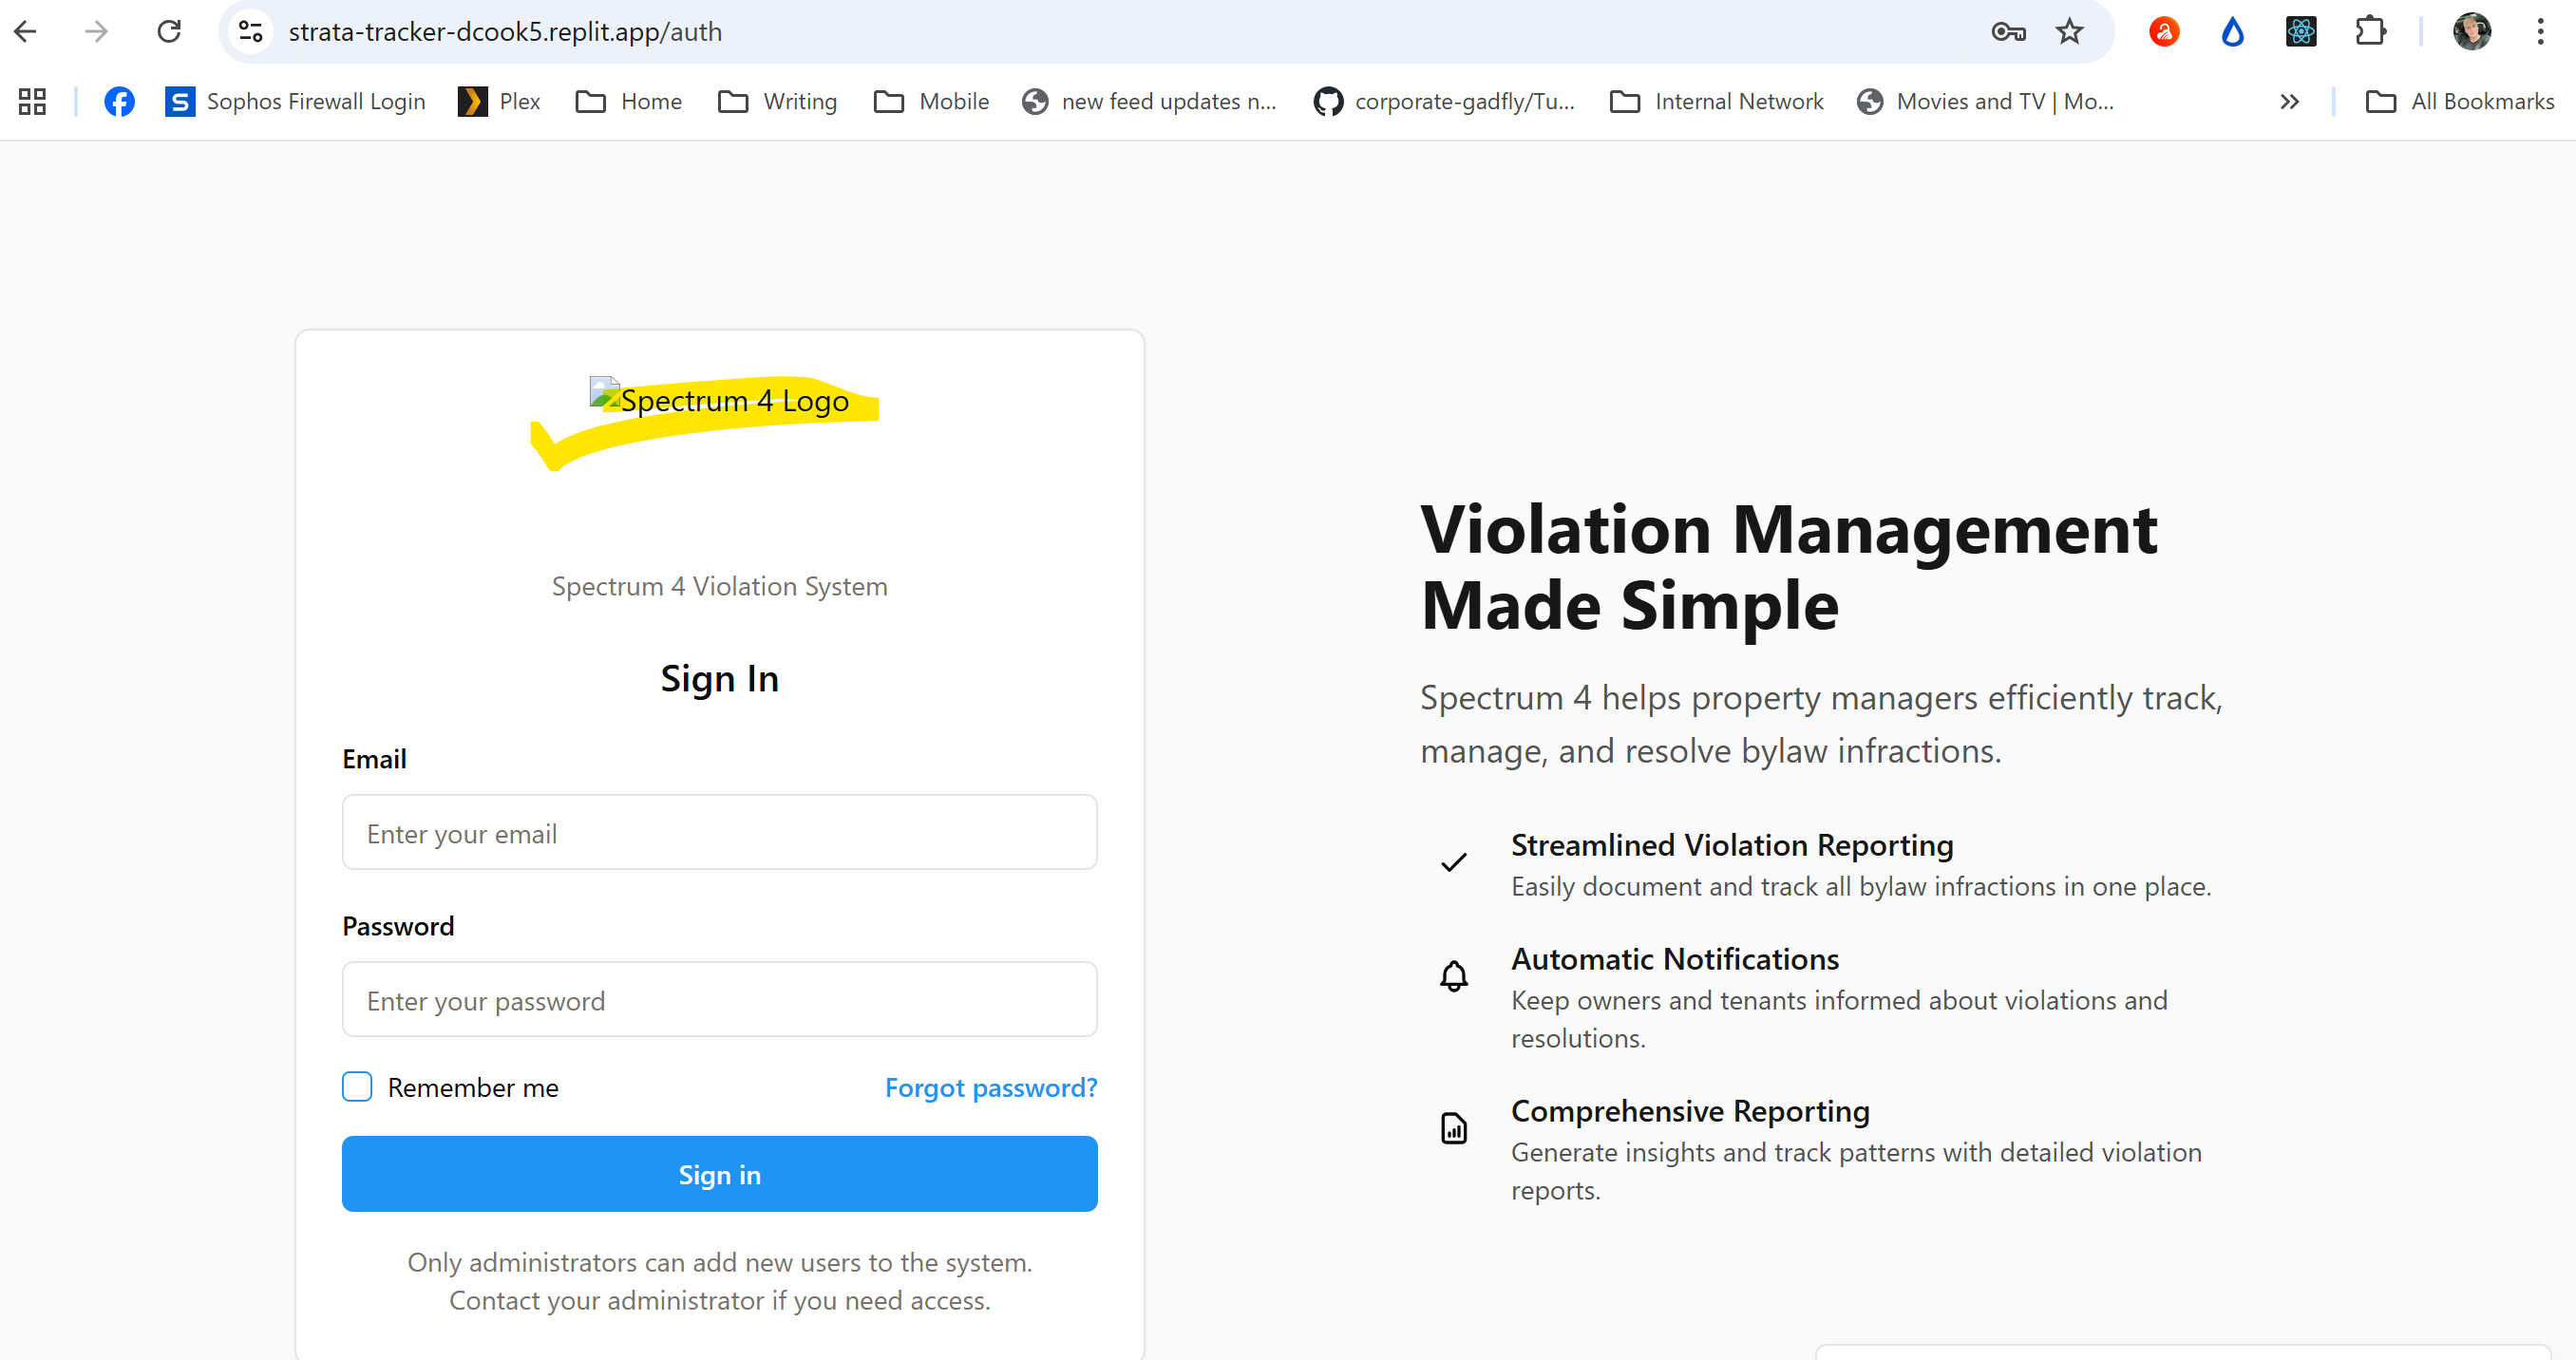 strata-tracker-dcook5.replit.app/auth
Sophos Firewall Login
Plex
Home
Writing
Mobile
new feed updates n...
corporate-gadfly/Tu...
Internal Network
Movies and TV | Mo...
All Bookmarks
Spectrum 4 Logo
Spectrum 4 Violation System
Sign In
Email
Enter your email
Password
Enter your password
Remember me
Forgot password?
Sign in
Only administrators can add new users to the system.
Contact your administrator if you need access.
Violation Management
Made Simple
Spectrum 4 helps property managers efficiently track,
manage, and resolve bylaw infractions.
Streamlined Violation Reporting
Easily document and track all bylaw infractions in one place.
Automatic Notifications
Keep owners and tenants informed about violations and
resolutions.
Comprehensive Reporting
Generate insights and track patterns with detailed violation
reports.